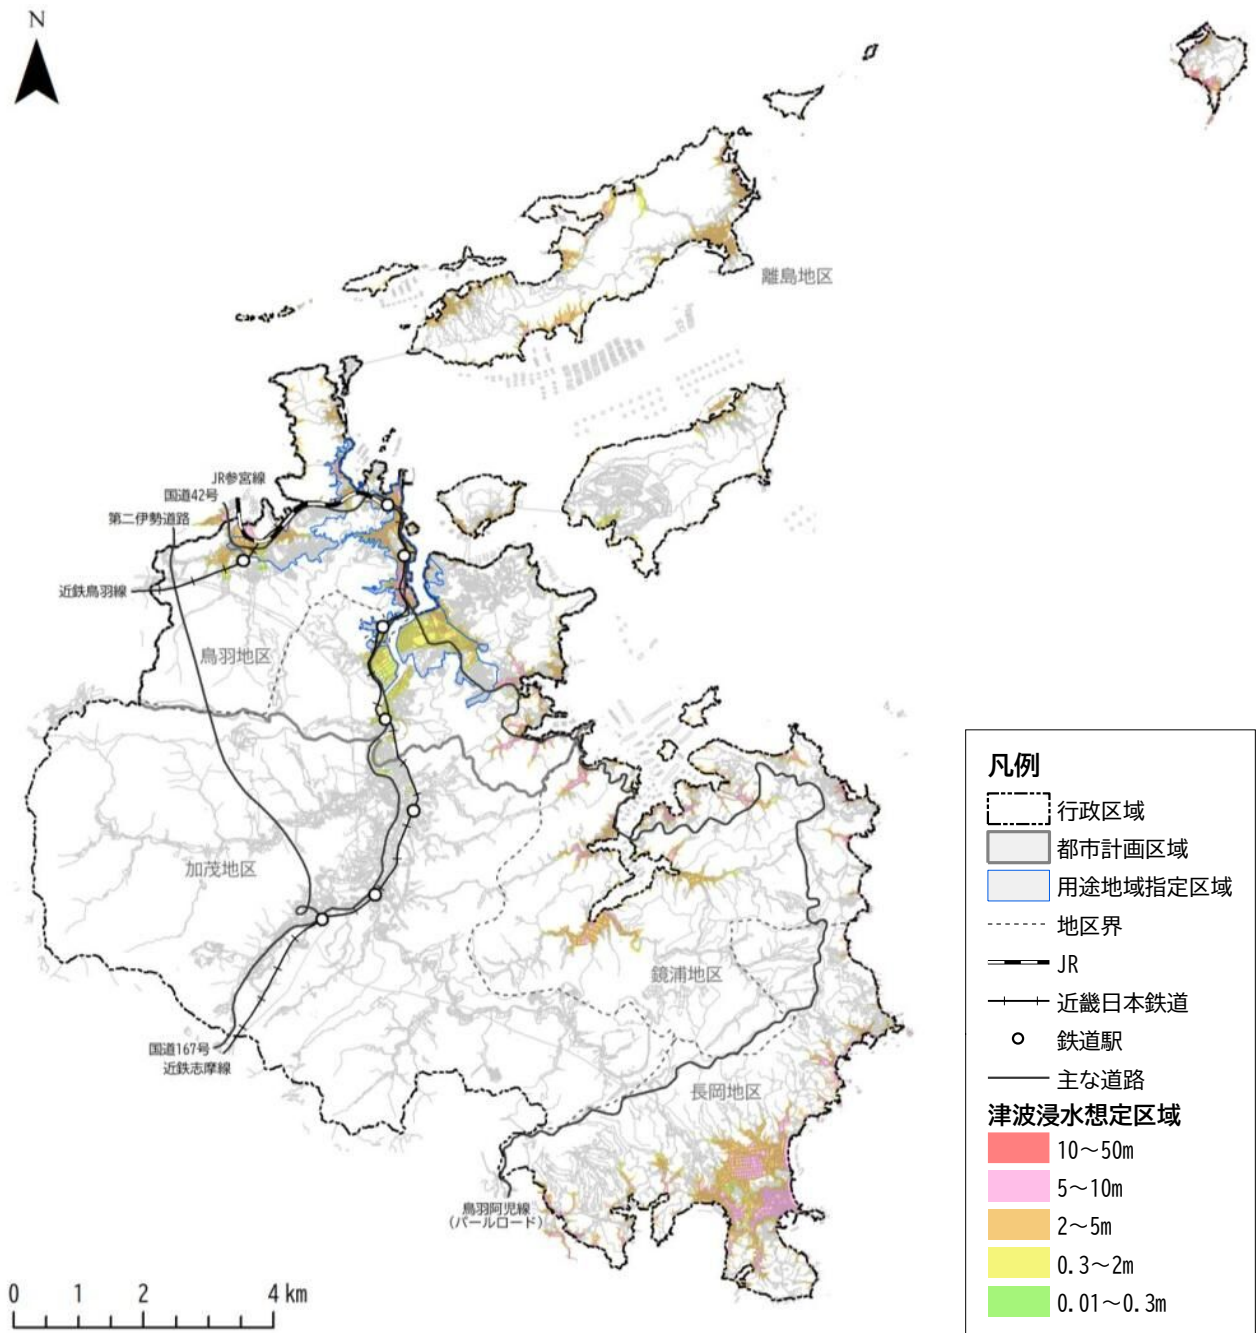 N
離島地区
JR参宮線
国道42号
第二伊勢道路
近鉄鳥羽線
鳥羽地区
加茂地区
鏡浦地区
国道167号
近鉄志摩線
長岡地区
鳥羽阿児線
(パールロード)
0 1 2 4 km
凡例
行政区域
都市計画区域
用途地域指定区域
地区界
JR
近畿日本鉄道
鉄道駅
主な道路
津波浸水想定区域
10～50m
5～10m
2～5m
0.3～2m
0.01～0.3m